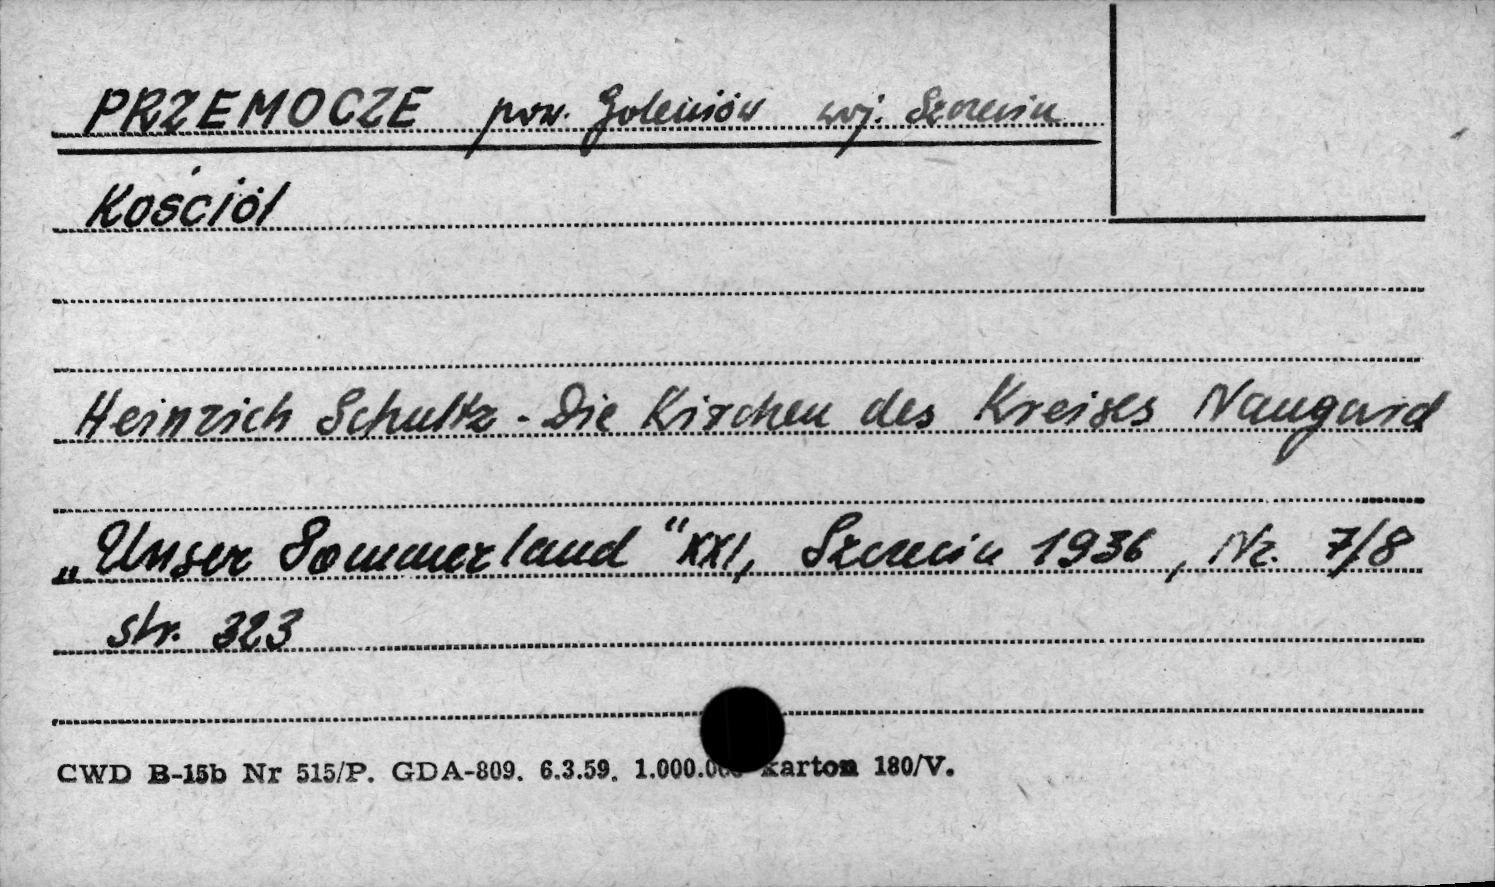 PRZEMOCZE pow. Goleniów woj. Szczecin
Kościół
Heinrich Schultz - Die Kirchen des Kreises Naugard
„Unser Sommerland" XXI, Szczecin 1936, Nr. 7/8
str. 323
CWD B-15b Nr 515/P. GDA-809. 6.3.59. 1.000.000 karton 180/V.